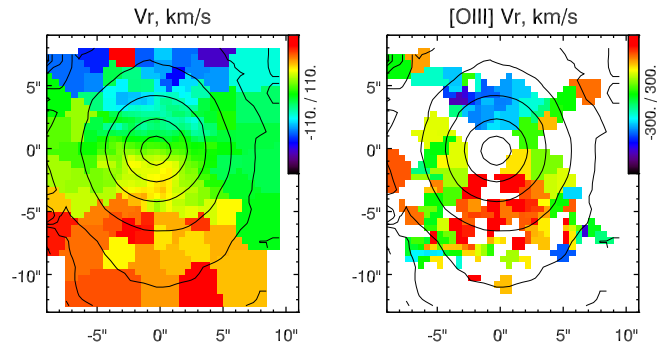 Vr, km/s
[OIII] Vr, km/s
5"
0"
-5"
-10"
-110. / 110.
5"
0"
-5"
-10"
-300. / 300.
-5" 0" 5" 10"
-5" 0" 5" 10"